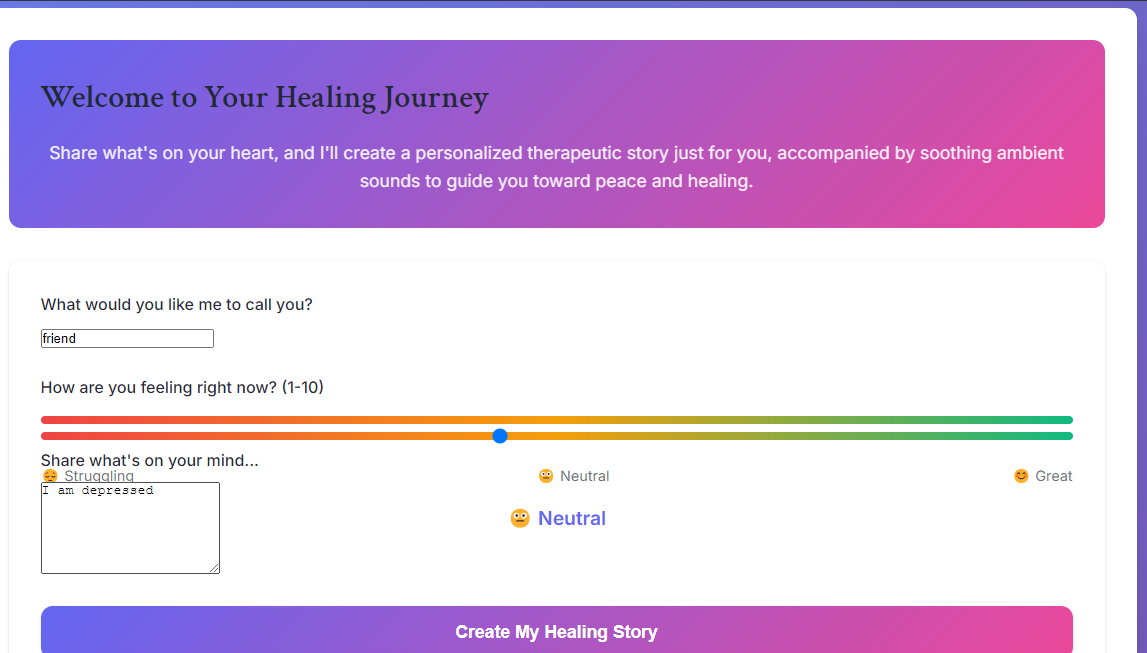 Welcome to Your Healing Journey
Share what's on your heart, and I'll create a personalized therapeutic story just for you, accompanied by soothing ambient
sounds to guide you toward peace and healing.
What would you like me to call you?
friend
How are you feeling right now? (1-10)
Share what's on your mind...
😔 Struggling 😐 Neutral 😊 Great
I am depressed
😐 Neutral
Create My Healing Story